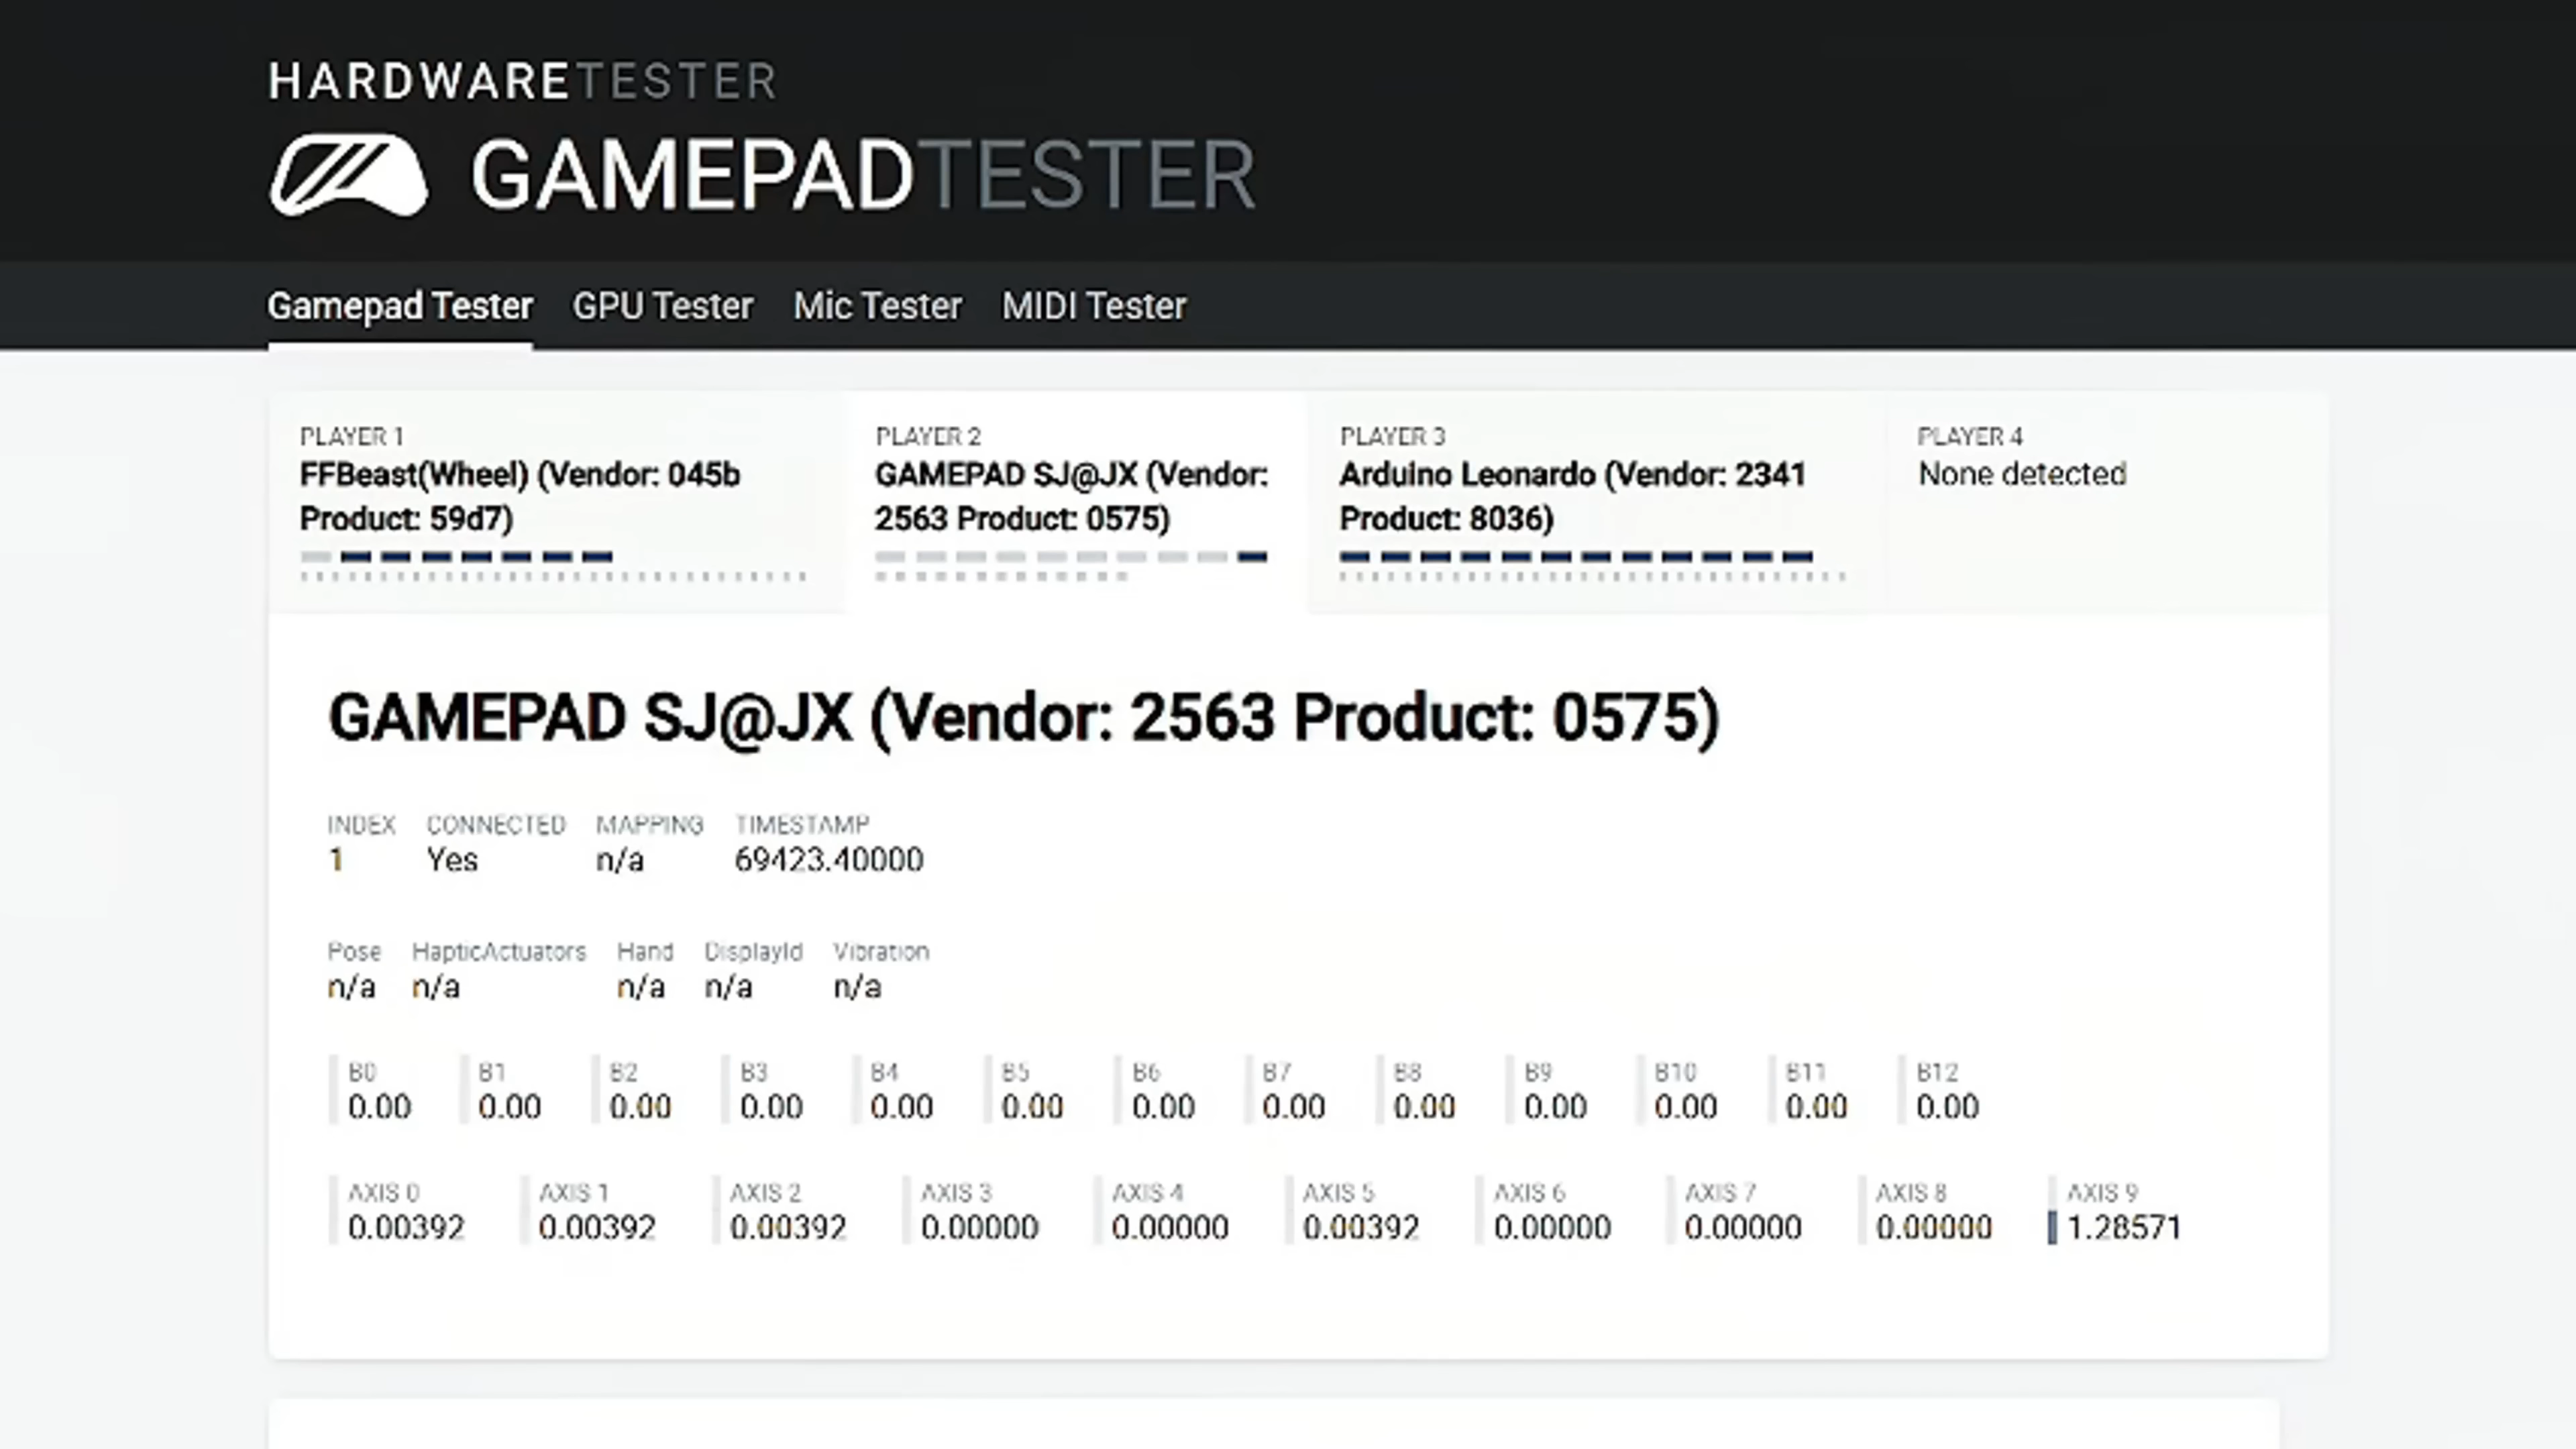 HARDWARETESTER
GAMEPADTESTER
Gamepad Tester GPU Tester Mic Tester MIDI Tester
PLAYER 1
FFBeast(Wheel) (Vendor: 045b
Product: 59d7)
PLAYER 2
GAMEPAD SJ@JX (Vendor:
2563 Product: 0575)
PLAYER 3
Arduino Leonardo (Vendor: 2341
Product: 8036)
PLAYER 4
None detected
GAMEPAD SJ@JX (Vendor: 2563 Product: 0575)
INDEX CONNECTED MAPPING TIMESTAMP
1 Yes n/a 69423.40000
Pose HapticActuators Hand DisplayId Vibration
n/a n/a n/a n/a n/a
B0 B1 B2 B3 B4 B5 B6 B7 B8 B9 B10 B11 B12
0.00 0.00 0.00 0.00 0.00 0.00 0.00 0.00 0.00 0.00 0.00 0.00 0.00
AXIS 0 AXIS 1 AXIS 2 AXIS 3 AXIS 4 AXIS 5 AXIS 6 AXIS 7 AXIS 8 AXIS 9
0.00392 0.00392 0.00392 0.00000 0.00000 0.00392 0.00000 0.00000 0.00000 1.28571